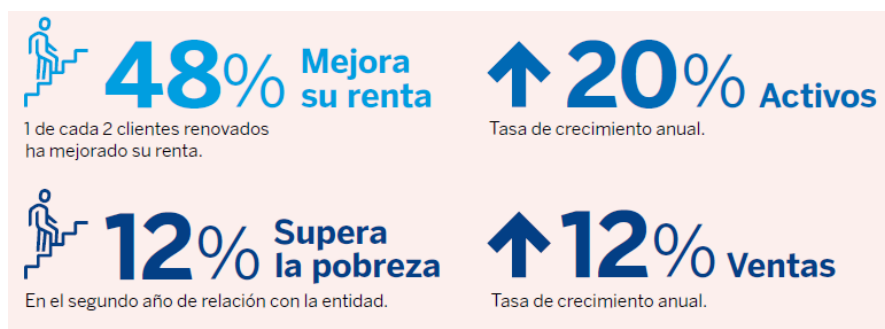 48% Mejora
su renta
1 de cada 2 clientes renovados
ha mejorado su renta.
20% Activos
Tasa de crecimiento anual.
12% Supera
la pobreza
En el segundo año de relación con la entidad.
12% Ventas
Tasa de crecimiento anual.